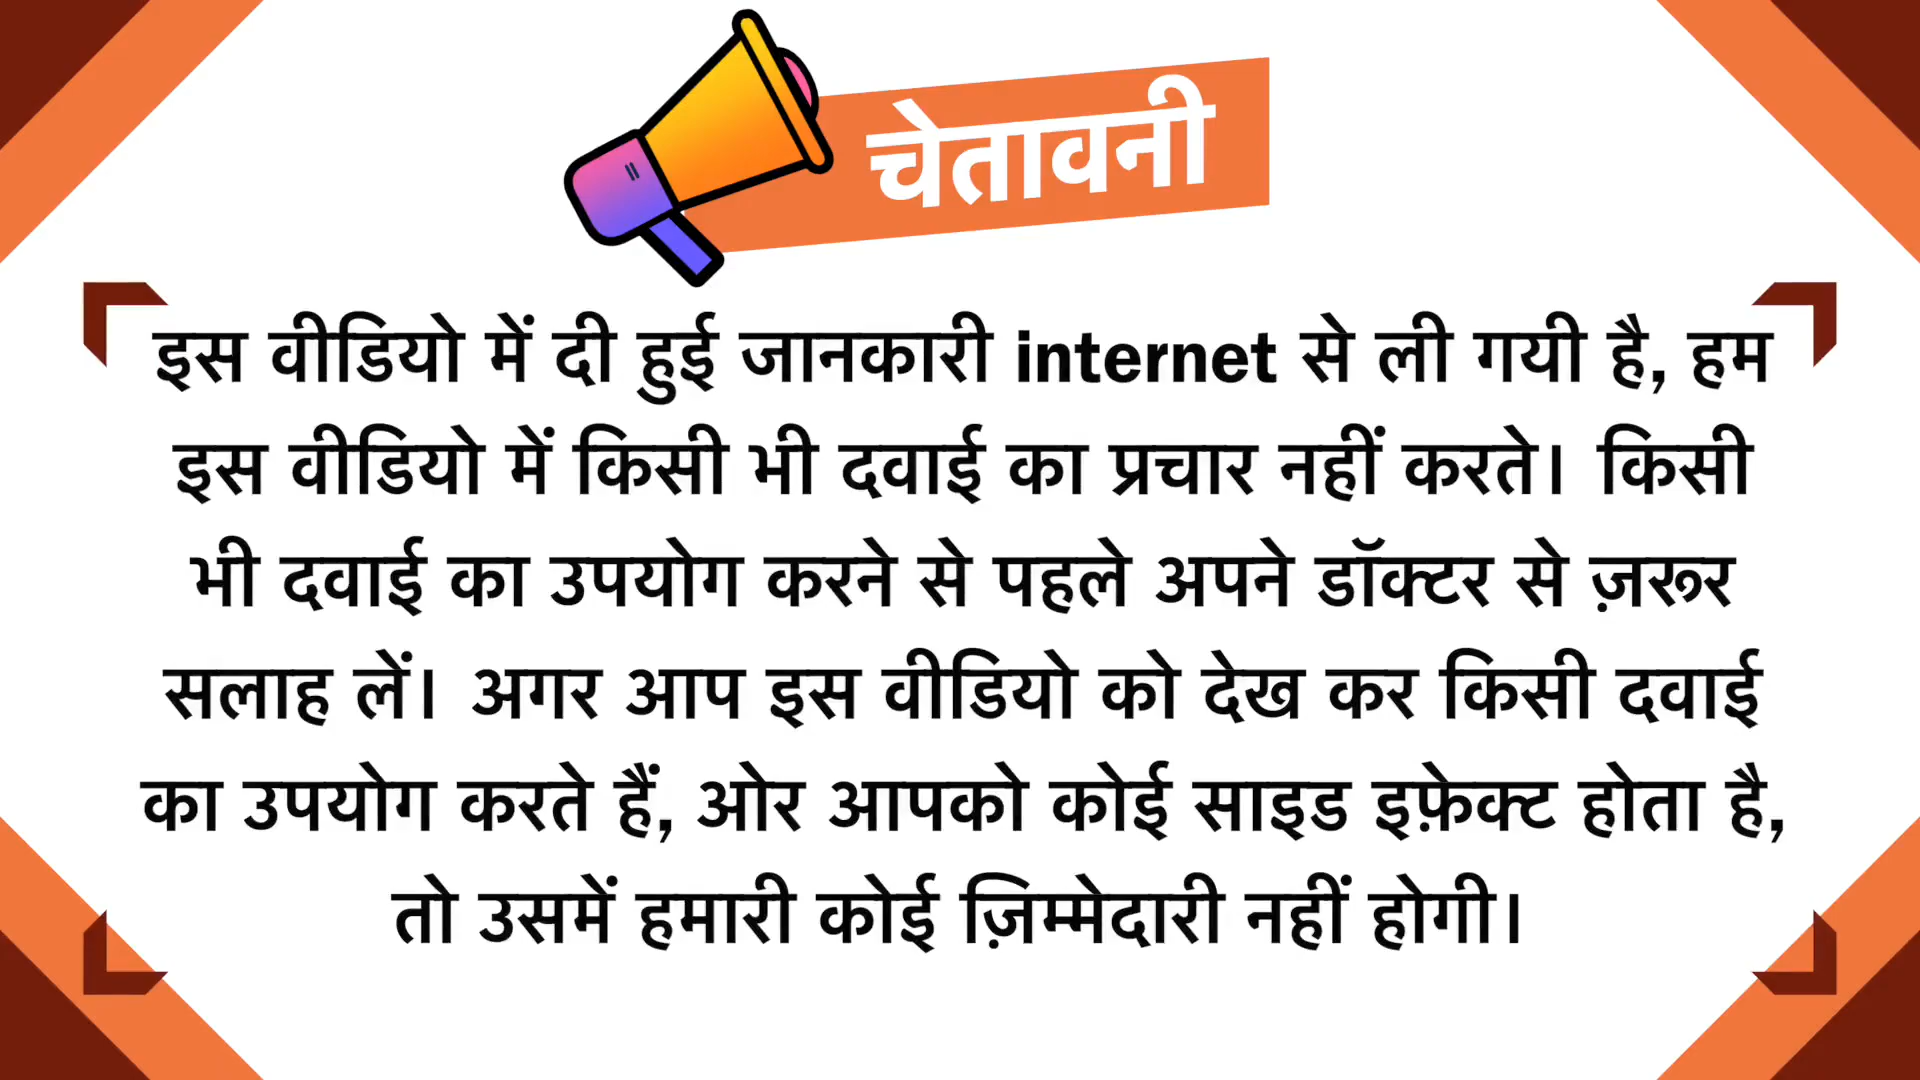 चेतावनी
इस वीडियो में दी हुई जानकारी internet से ली गयी है, हम
इस वीडियो में किसी भी दवाई का प्रचार नहीं करते। किसी
भी दवाई का उपयोग करने से पहले अपने डॉक्टर से ज़रूर
सलाह लें। अगर आप इस वीडियो को देख कर किसी दवाई
का उपयोग करते हैं, ओर आपको कोई साइड इफ़ेक्ट होता है,
तो उसमें हमारी कोई ज़िम्मेदारी नहीं होगी।